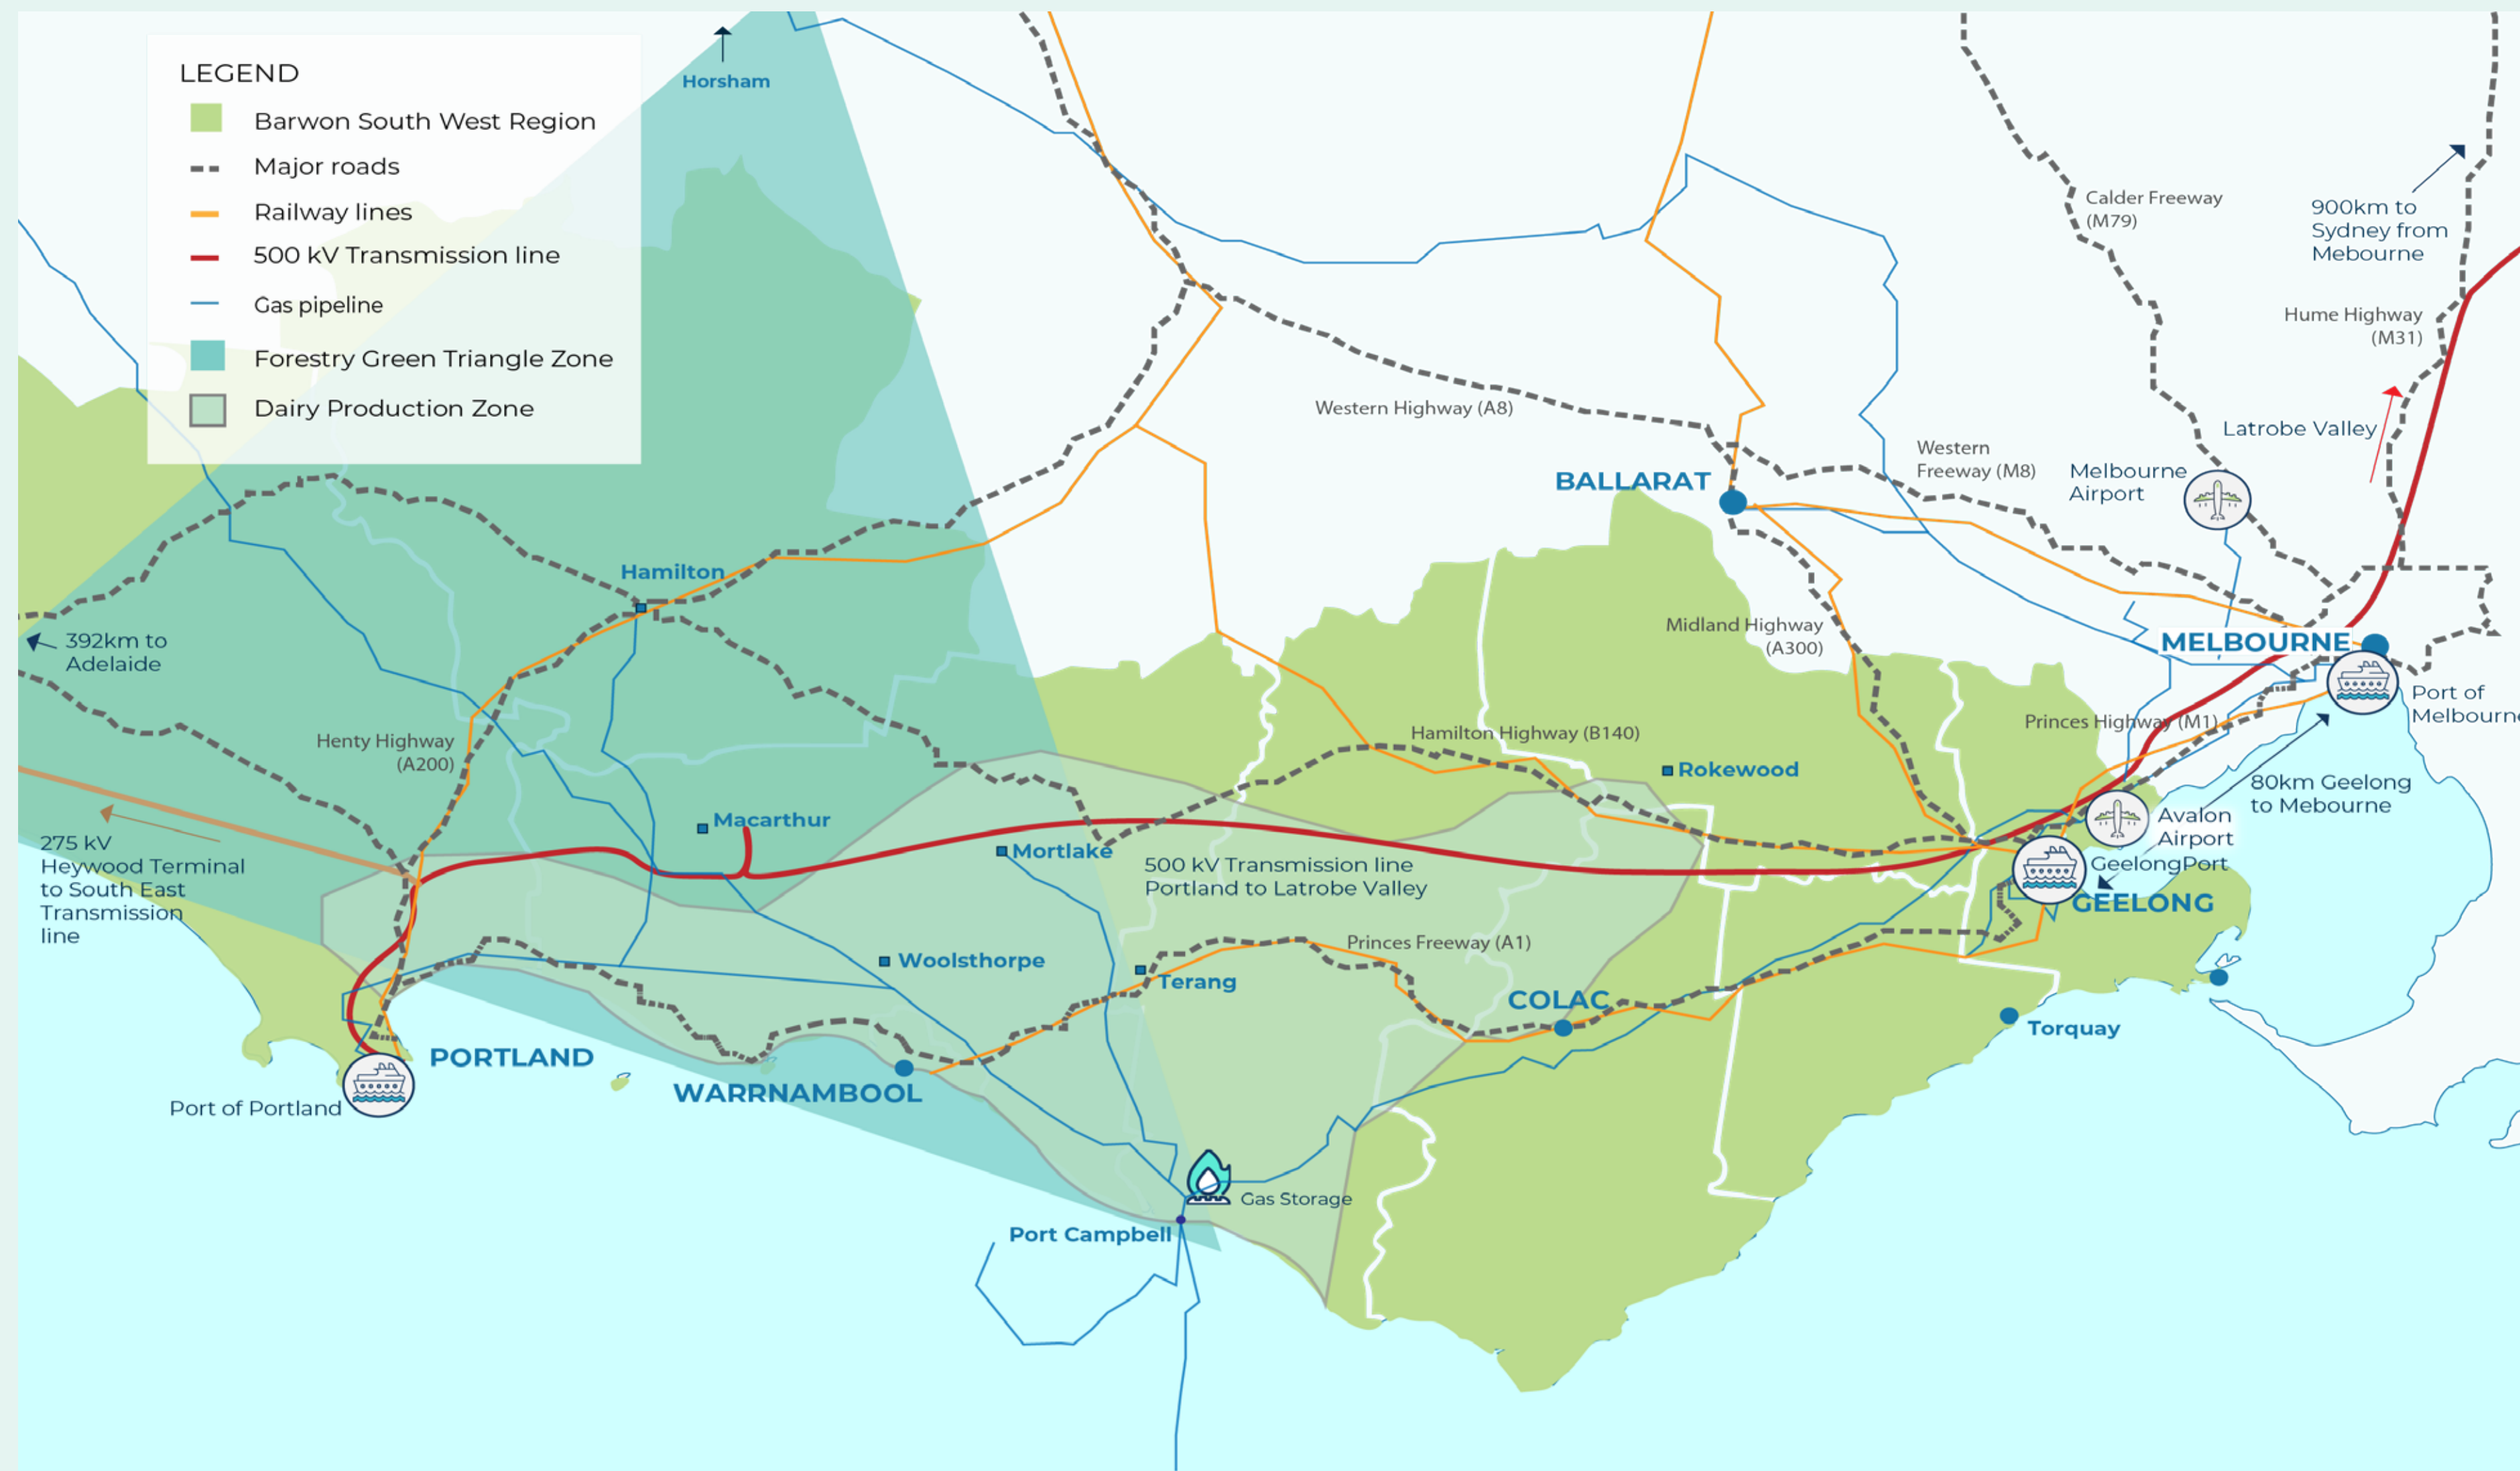 LEGEND
Barwon South West Region
Major roads
Railway lines
500 kV Transmission line
Gas pipeline
Forestry Green Triangle Zone
Dairy Production Zone
Horsham
Calder Freeway
(M79)
900km to
Sydney from
Mebourne
Hume Highway
(M31)
Western Highway (A8)
Latrobe Valley
Western
Freeway (M8)
Melbourne
Airport
BALLARAT
Hamilton
392km to
Adelaide
Midland Highway
(A300)
MELBOURNE
Port of
Melbourne
Princes Highway (M1)
Henty Highway
(A200)
Hamilton Highway (B140)
Rokewood
80km Geelong
to Mebourne
Macarthur
Avalon
Airport
275 kV
Heywood Terminal
to South East
Transmission
line
Mortlake
500 kV Transmission line
Portland to Latrobe Valley
GeelongPort
GEELONG
Princes Freeway (A1)
Woolsthorpe
Terang
COLAC
Torquay
PORTLAND
WARRNAMBOOL
Port of Portland
Gas Storage
Port Campbell